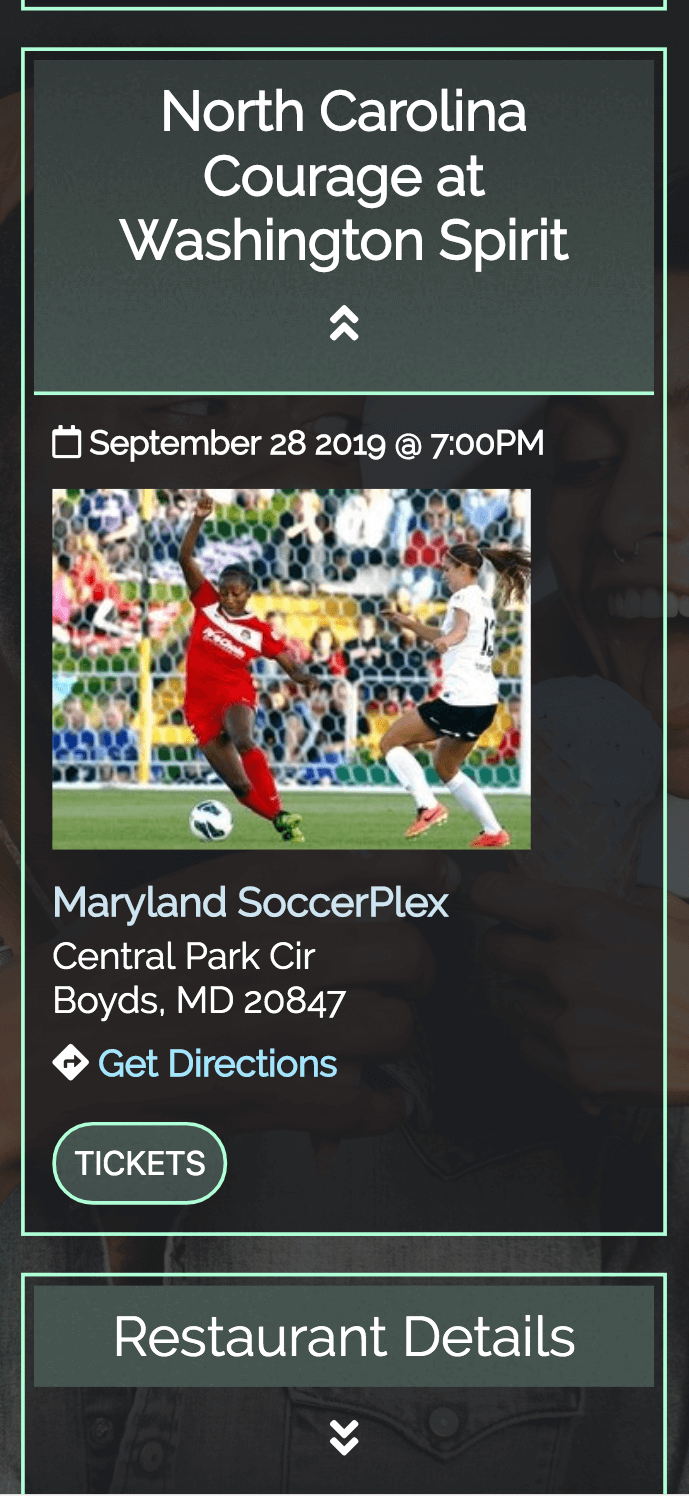 North Carolina
Courage at
Washington Spirit
September 28 2019 @ 7:00PM
Maryland SoccerPlex
Central Park Cir
Boyds, MD 20847
Get Directions
TICKETS
Restaurant Details